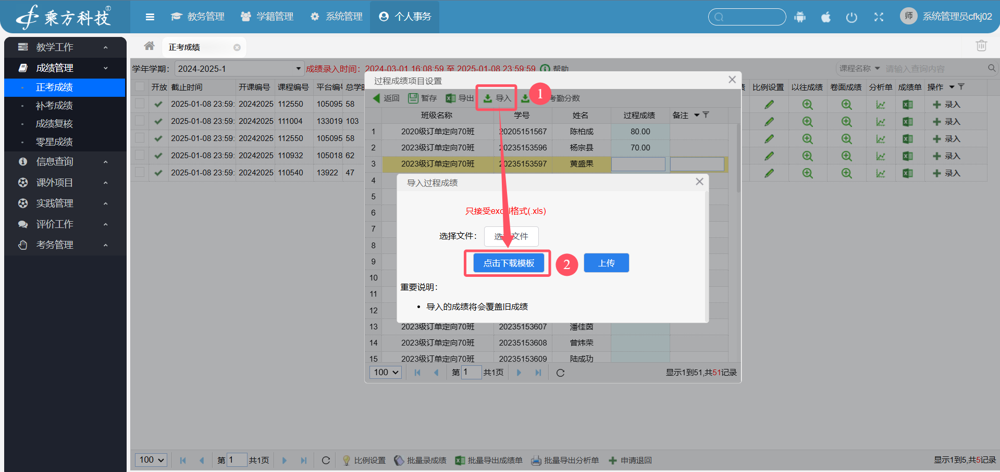 乘方科技 T
教务管理
学籍管理
系统管理
个人事务
师
系统管理员cfkj02
教学工作
成绩管理
正考成绩
补考成绩
成绩复核
零星成绩
信息查询
课外项目
实践管理
评价工作
考务管理
正考成绩
学年学期： 2024-2025-1 成绩录入时间：2024-03-01 16:08:59 至 2025-01-08 23:59:59 帮助
课程名称 请输入查询内容
开放 截止时间 开课编号 课程编号 平台编号 总学时
绩 比例设置 以往成绩 卷面成绩 分析单 成绩单 操作
2025-01-08 23:59: 20242025 112550 105095 58 录入
2025-01-08 23:59: 20242025 111004 133019 103 录入
2025-01-08 23:59: 20242025 112550 105095 58 录入
2025-01-08 23:59: 20242025 110932 105018 62 录入
2025-01-08 23:59: 20242025 110540 13922 47 录入
过程成绩项目设置
返回 暂存 导出 导入 1 考勤分数
班级名称 学号 姓名 过程成绩 备注
1 2020级订单定向70班 20205151567 陈柏成 80.00
2 2023级订单定向70班 20235153596 杨宗县 70.00
3 2023级订单定向70班 20235153597 黄盛果
4
5
6
7
8
9
10
11
12
导入过程成绩
只接受excel格式(.xls)
选择文件： 选择文件
点击下载模板 2 上传
重要说明：
• 导入的成绩将会覆盖旧成绩
13 2023级订单定向70班 20235153607 潘佳茵
14 2023级订单定向70班 20235153608 曾炜荣
15 2023级订单定向70班 20235153609 陆成功
100 第 1 共1页 显示1到51,共51记录
100 第 1 共1页 比例设置 批量录成绩 批量导出成绩单 批量导出分析单 申请退回 显示1到5,共5记录